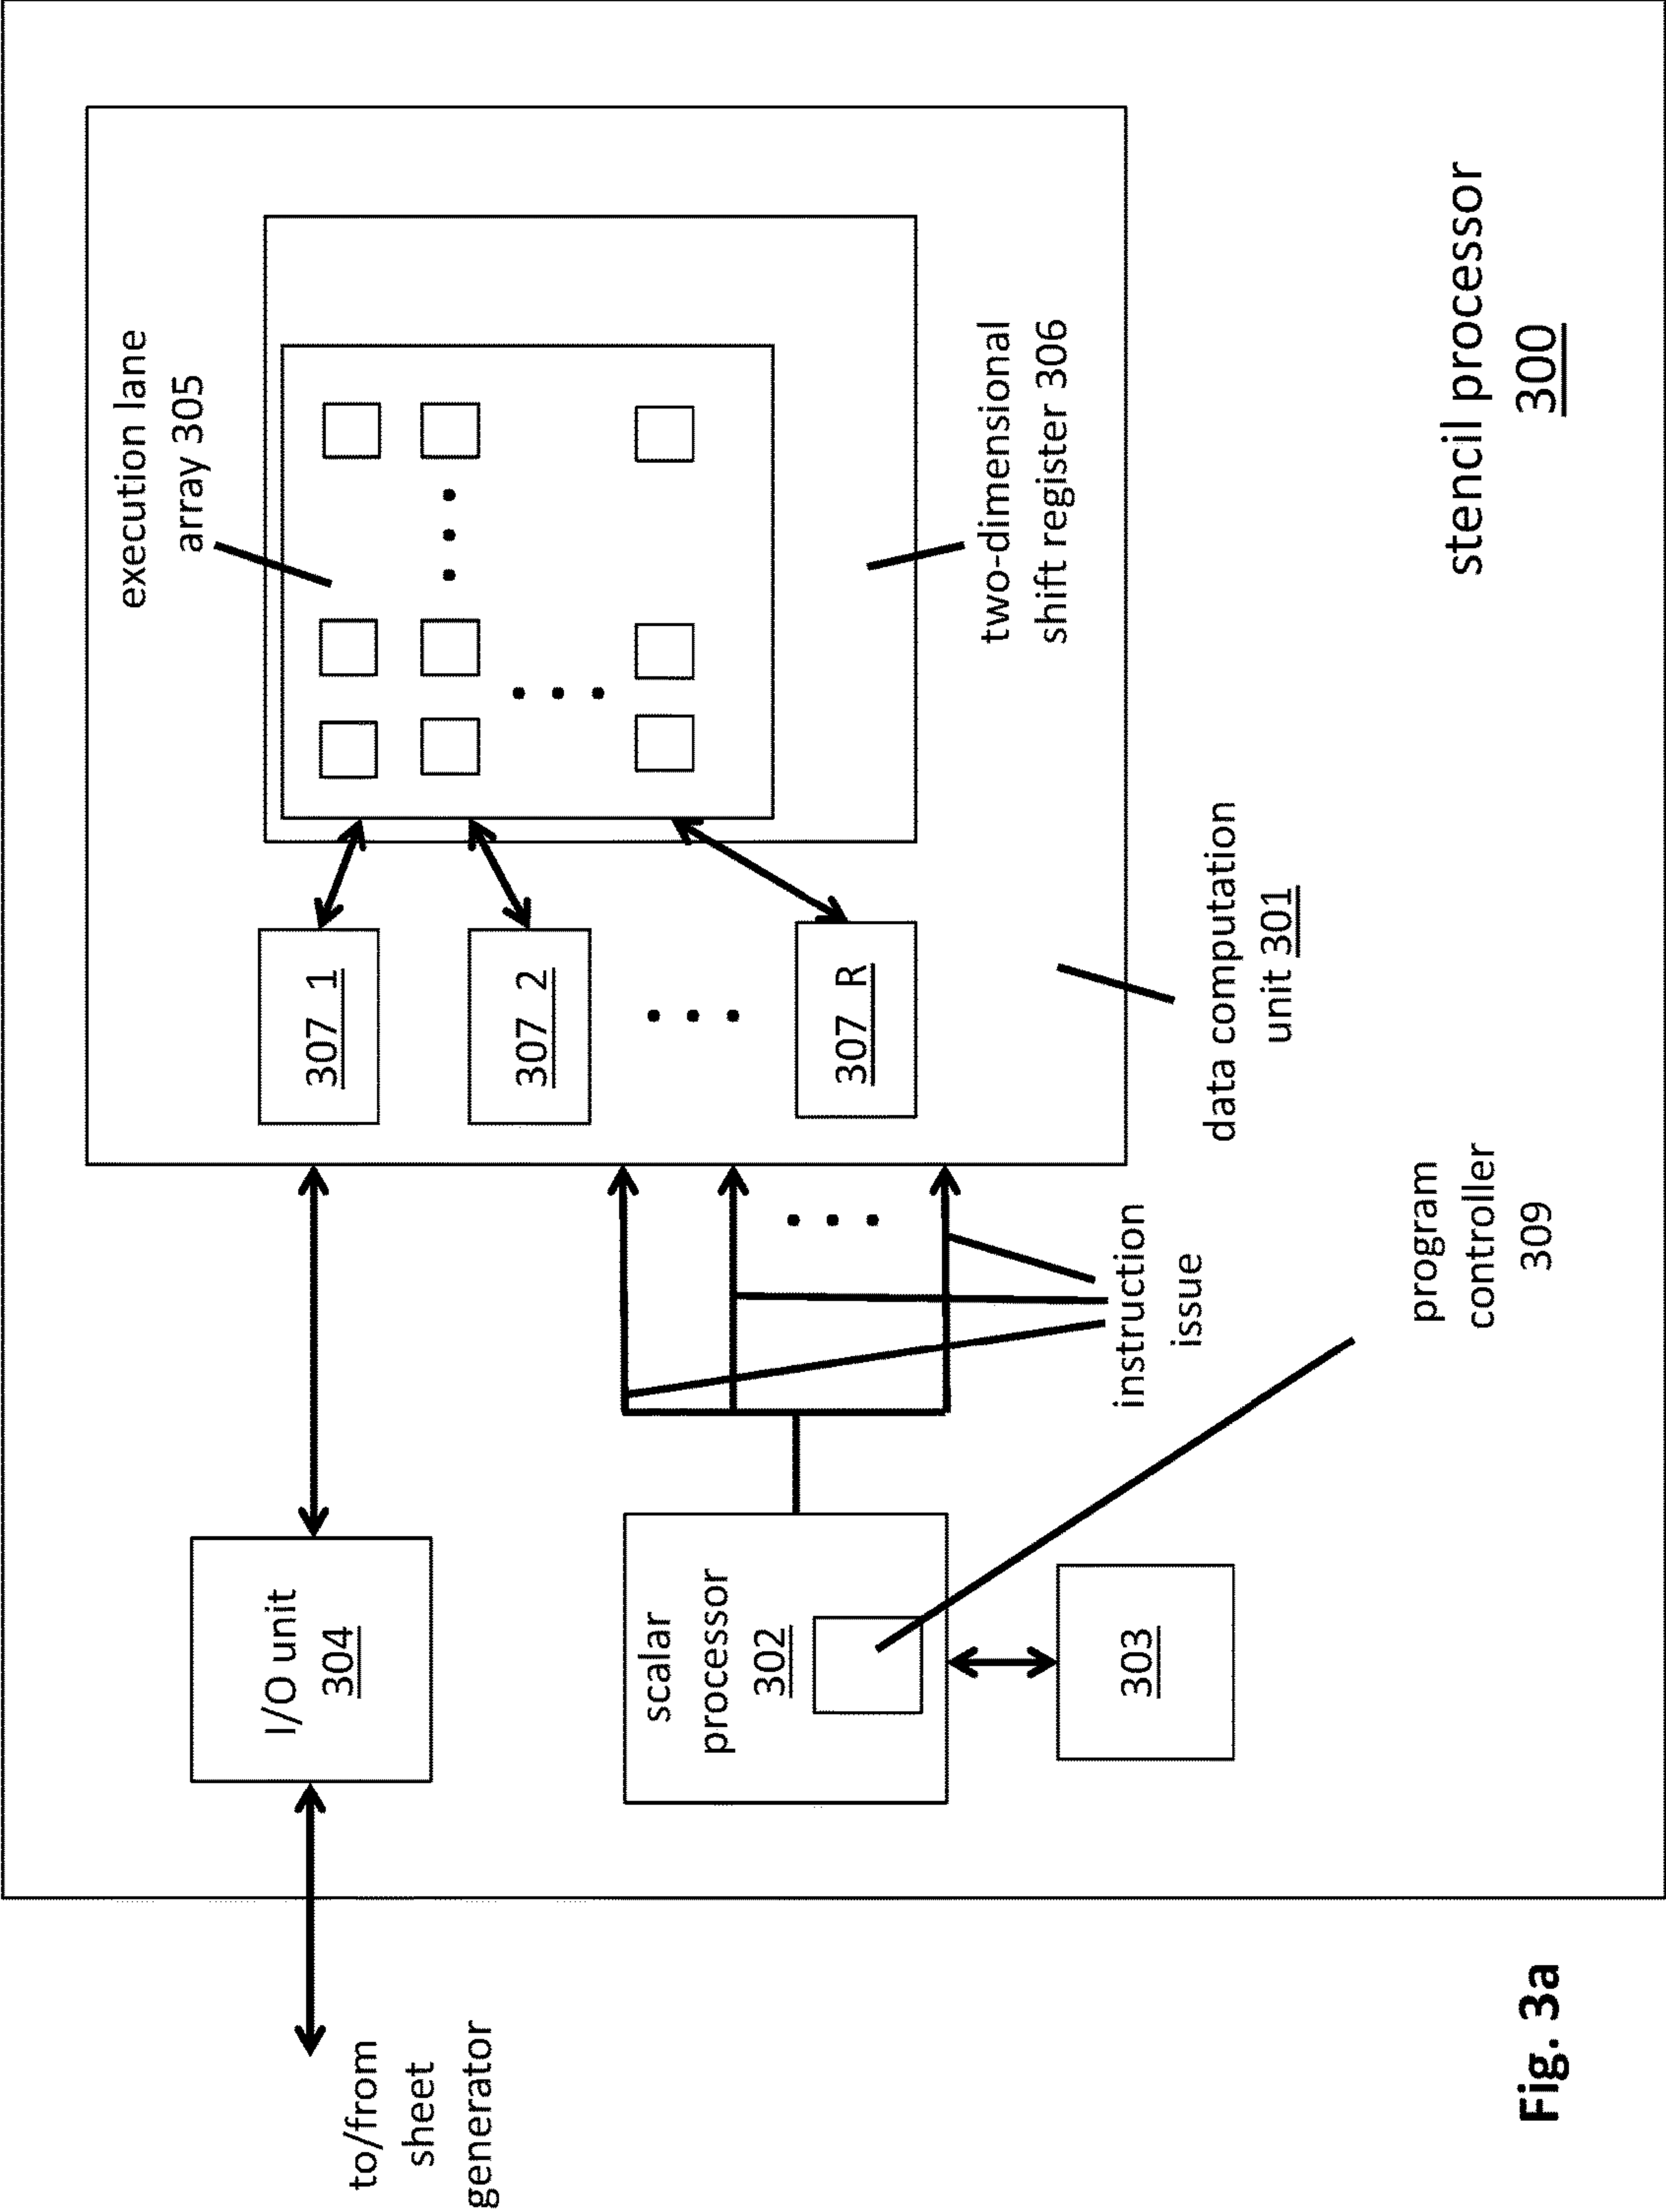 execution lane
array 305
I/O unit
304
to/from
sheet
generator
307_1
307_2
307_R
scalar
processor
302
303
instruction
issue
two-dimensional
shift register 306
data computation
unit 301
program
controller
309
stencil processor
300
Fig. 3a